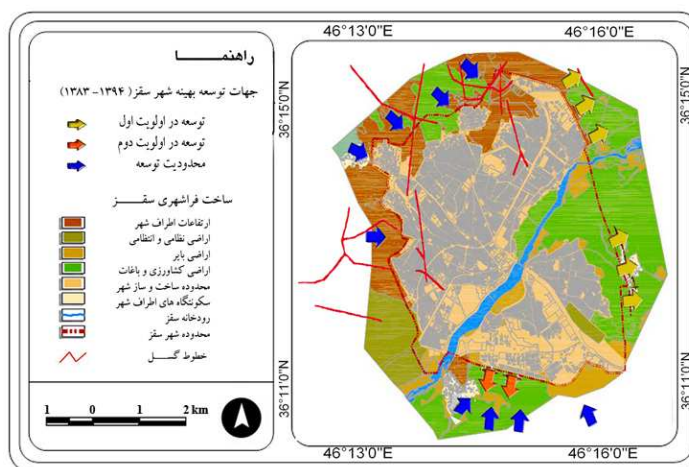 راهنمـــــــا
جهات توسعه بهینه شهر سقز( ۱۳۹۴- ۱۳۸۳)
توسعه در اولویت اول
توسعه در اولویت دوم
محدودیت توسعه
ساخت فراشهری سقـــز
ارتفاعات اطراف شهر
اراضی نظامی و انتظامی
اراضی بایر
اراضی کشاورزی و باغات
محدوده ساخت و ساز شهر
سکونتگاه های اطراف شهر
رودخانه سقز
محدوده شهر سقز
خطوط گســل
1 0 1 2 km
46°13'0"E 46°16'0"E
36°15'0"N 36°15'0"N
36°11'0"N 36°11'0"N
46°13'0"E 46°16'0"E